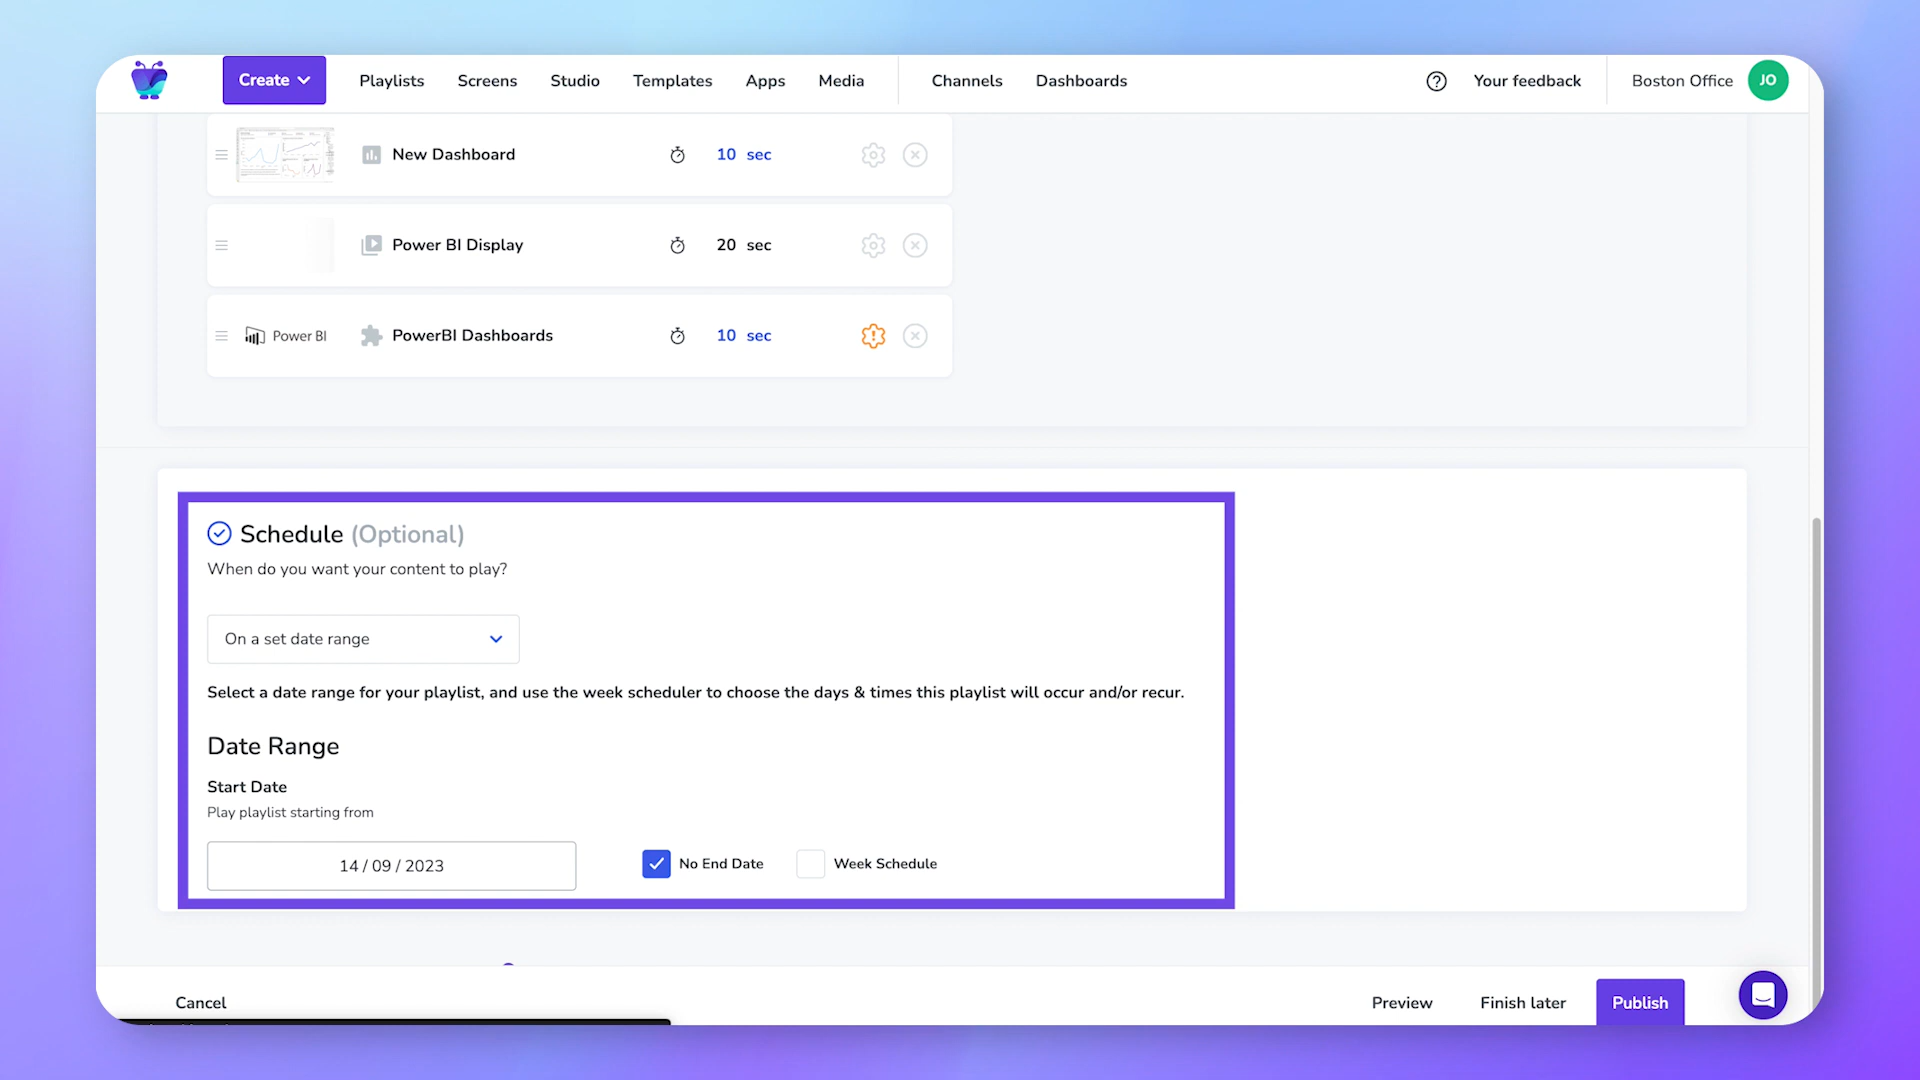 Create Playlists Screens Studio Templates Apps Media Channels Dashboards Your feedback Boston Office JO
New Dashboard 10 sec
Power BI Display 20 sec
Power BI PowerBI Dashboards 10 sec
Schedule (Optional)
When do you want your content to play?
On a set date range
Select a date range for your playlist, and use the week scheduler to choose the days & times this playlist will occur and/or recur.
Date Range
Start Date
Play playlist starting from
14 / 09 / 2023 No End Date Week Schedule
Cancel Preview Finish later Publish